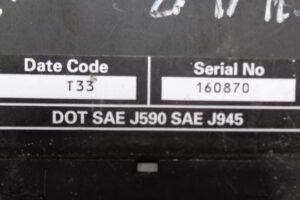 Date Code Serial No
T33 160870
DOT SAE J590 SAE J945